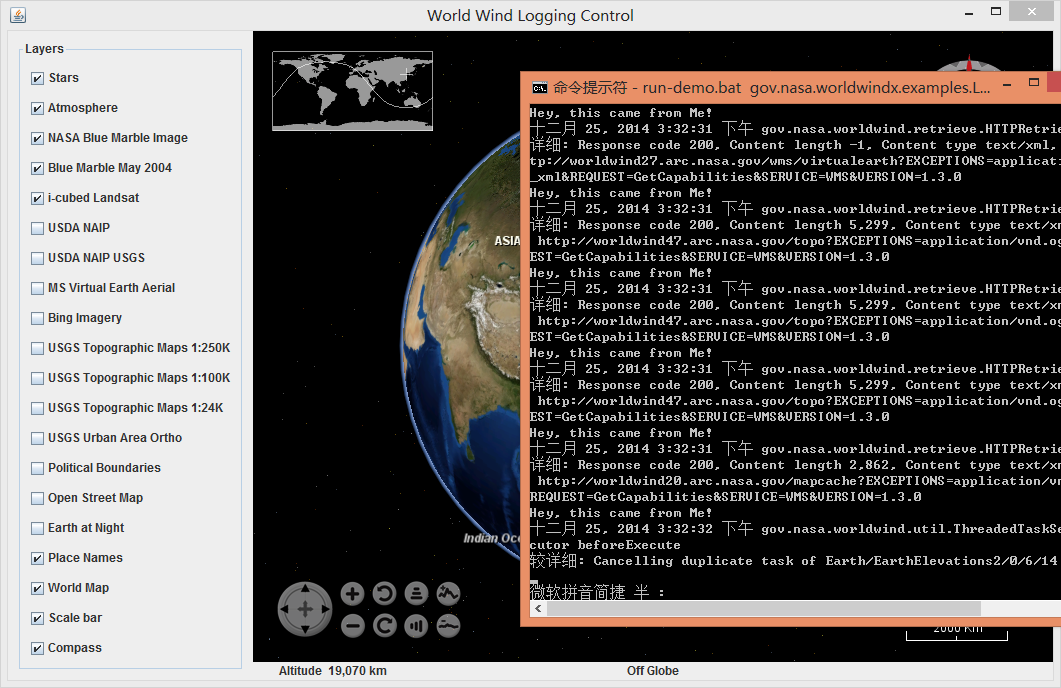 World Wind Logging Control
Layers
Stars
Atmosphere
NASA Blue Marble Image
Blue Marble May 2004
i-cubed Landsat
USDA NAIP
USDA NAIP USGS
MS Virtual Earth Aerial
Bing Imagery
USGS Topographic Maps 1:250K
USGS Topographic Maps 1:100K
USGS Topographic Maps 1:24K
USGS Urban Area Ortho
Political Boundaries
Open Street Map
Earth at Night
Place Names
World Map
Scale bar
Compass
ASIA
Indian Oc
命令提示符 - run-demo.bat gov.nasa.worldwindx.examples.L...
Hey, this came from Me!
十二月 25, 2014 3:32:31 下午 gov.nasa.worldwind.retrieve.HTTPRetrie
详细: Response code 200, Content length -1, Content type text/xml,
tp://worldwind27.arc.nasa.gov/wms/virtualearth?EXCEPTIONS=applicati
_xml&REQUEST=GetCapabilities&SERVICE=WMS&VERSION=1.3.0
Hey, this came from Me!
十二月 25, 2014 3:32:31 下午 gov.nasa.worldwind.retrieve.HTTPRetrie
详细: Response code 200, Content length 5,299, Content type text/xm
http://worldwind47.arc.nasa.gov/topo?EXCEPTIONS=application/vnd.og
EST=GetCapabilities&SERVICE=WMS&VERSION=1.3.0
Hey, this came from Me!
十二月 25, 2014 3:32:31 下午 gov.nasa.worldwind.retrieve.HTTPRetrie
详细: Response code 200, Content length 5,299, Content type text/xm
http://worldwind47.arc.nasa.gov/topo?EXCEPTIONS=application/vnd.og
EST=GetCapabilities&SERVICE=WMS&VERSION=1.3.0
Hey, this came from Me!
十二月 25, 2014 3:32:31 下午 gov.nasa.worldwind.retrieve.HTTPRetrie
详细: Response code 200, Content length 5,299, Content type text/xm
http://worldwind47.arc.nasa.gov/topo?EXCEPTIONS=application/vnd.og
EST=GetCapabilities&SERVICE=WMS&VERSION=1.3.0
Hey, this came from Me!
十二月 25, 2014 3:32:31 下午 gov.nasa.worldwind.retrieve.HTTPRetrie
详细: Response code 200, Content length 2,862, Content type text/xm
http://worldwind20.arc.nasa.gov/mapcache?EXCEPTIONS=application/vn
REQUEST=GetCapabilities&SERVICE=WMS&VERSION=1.3.0
Hey, this came from Me!
十二月 25, 2014 3:32:32 下午 gov.nasa.worldwind.util.ThreadedTaskSe
cutor beforeExecute
较详细: Cancelling duplicate task of Earth/EarthElevations2/0/6/14
微软拼音简捷 半 :
2000 Km
Altitude 19,070 km
Off Globe